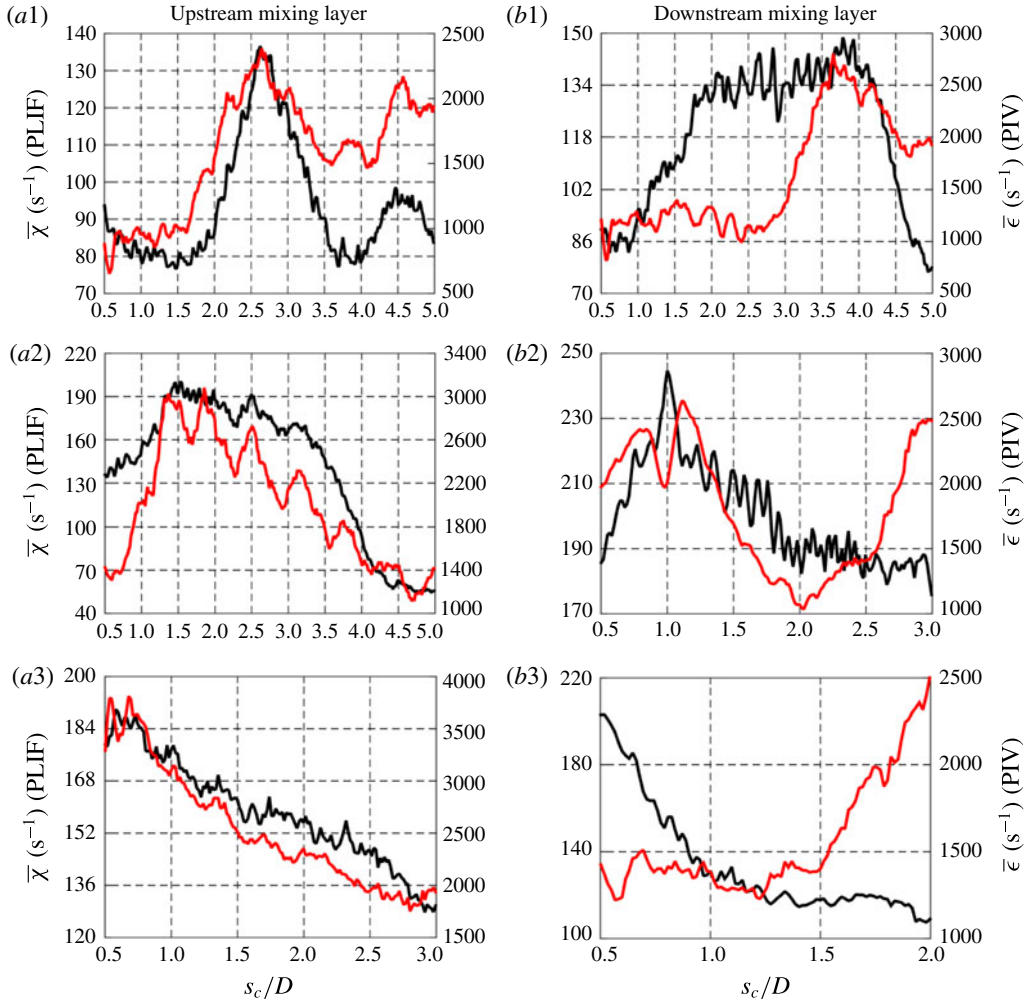 (a1) Upstream mixing layer (b1) Downstream mixing layer
140 2500 150 3000
130 134 2500
120 2000
110 118 2000
100 1500 102 1500
90 1000 86 1000
80
70 500 70 500
0.5 1.0 1.5 2.0 2.5 3.0 3.5 4.0 4.5 5.0 0.5 1.0 1.5 2.0 2.5 3.0 3.5 4.0 4.5 5.0
χ̅ (s⁻¹) (PLIF) ϵ̅ (s⁻¹) (PIV)
(a2) (b2)
220 3400 250 3000
190 3000 230 2500
160 2600
130 2200 210 2000
100 1800 190 1500
70 1400
40 1000 170 1000
0.5 1.0 1.5 2.0 2.5 3.0 3.5 4.0 4.5 5.0 0.5 1.0 1.5 2.0 2.5 3.0
χ̅ (s⁻¹) (PLIF) ϵ̅ (s⁻¹) (PIV)
(a3) (b3)
200 4000 220 2500
184 3500
168 3000 180 2000
152 2500 140 1500
136 2000
120 1500 100 1000
0.5 1.0 1.5 2.0 2.5 3.0 0.5 1.0 1.5 2.0
χ̅ (s⁻¹) (PLIF) ϵ̅ (s⁻¹) (PIV)
s_c/D s_c/D